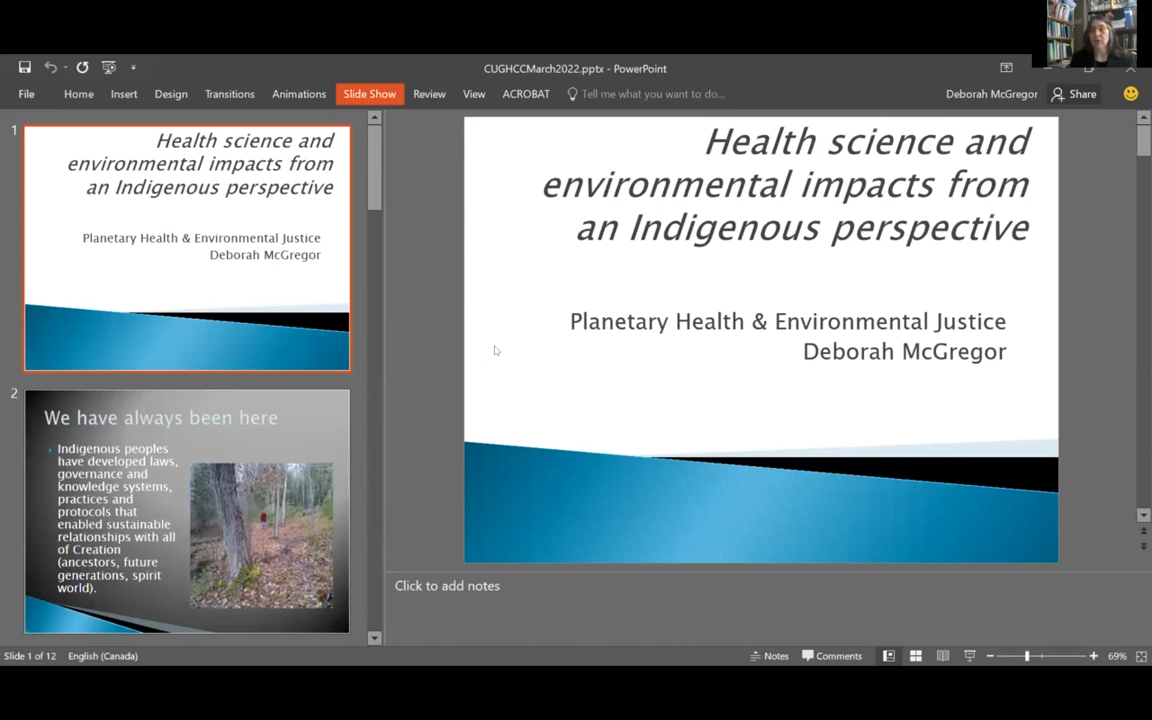 CUGHCCMarch2022.pptx - PowerPoint
File Home Insert Design Transitions Animations Slide Show Review View ACROBAT Tell me what you want to do... Deborah McGregor Share
1
Health science and
environmental impacts from
an Indigenous perspective
Planetary Health & Environmental Justice
Deborah McGregor
2
We have always been here
Indigenous peoples
have developed laws,
governance and
knowledge systems,
practices and
protocols that
enabled sustainable
relationships with all
of Creation
(ancestors, future
generations, spirit
world).
Health science and
environmental impacts from
an Indigenous perspective
Planetary Health & Environmental Justice
Deborah McGregor
Click to add notes
Slide 1 of 12 English (Canada) Notes Comments 69%